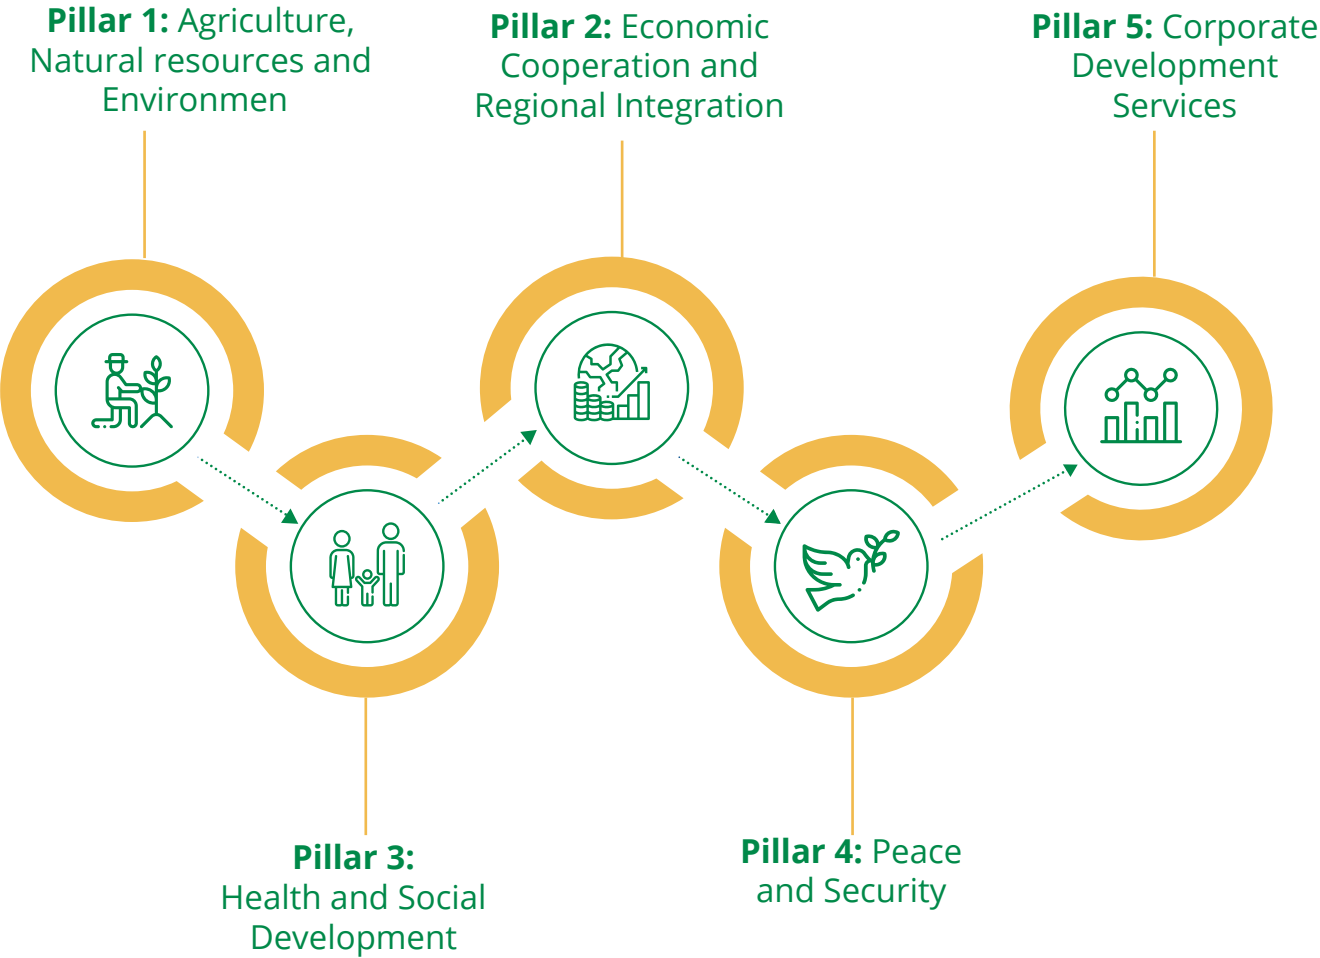 Pillar 1: Agriculture,
Natural resources and
Environmen
Pillar 2: Economic
Cooperation and
Regional Integration
Pillar 5: Corporate
Development
Services
Pillar 3:
Health and Social
Development
Pillar 4: Peace
and Security